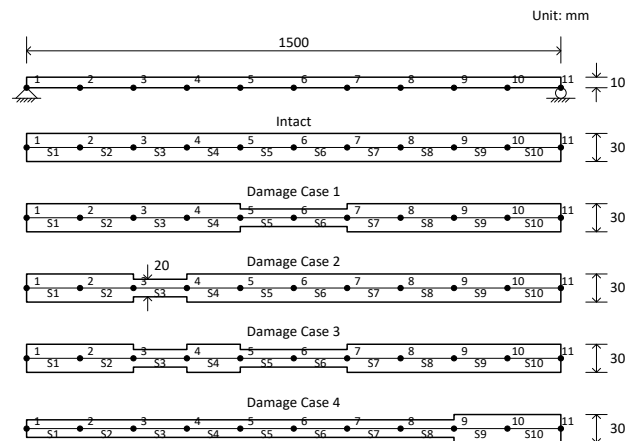 Unit: mm
1500
1 2 3 4 5 6 7 8 9 10 11 10
Intact
1 2 3 4 5 6 7 8 9 10 11 30
S1 S2 S3 S4 S5 S6 S7 S8 S9 S10
Damage Case 1
1 2 3 4 5 6 7 8 9 10 11 30
S1 S2 S3 S4 S5 S6 S7 S8 S9 S10
Damage Case 2
20
1 2 3 4 5 6 7 8 9 10 11 30
S1 S2 S3 S4 S5 S6 S7 S8 S9 S10
Damage Case 3
1 2 3 4 5 6 7 8 9 10 11 30
S1 S2 S3 S4 S5 S6 S7 S8 S9 S10
Damage Case 4
1 2 3 4 5 6 7 8 9 10 11 30
S1 S2 S3 S4 S5 S6 S7 S8 S9 S10